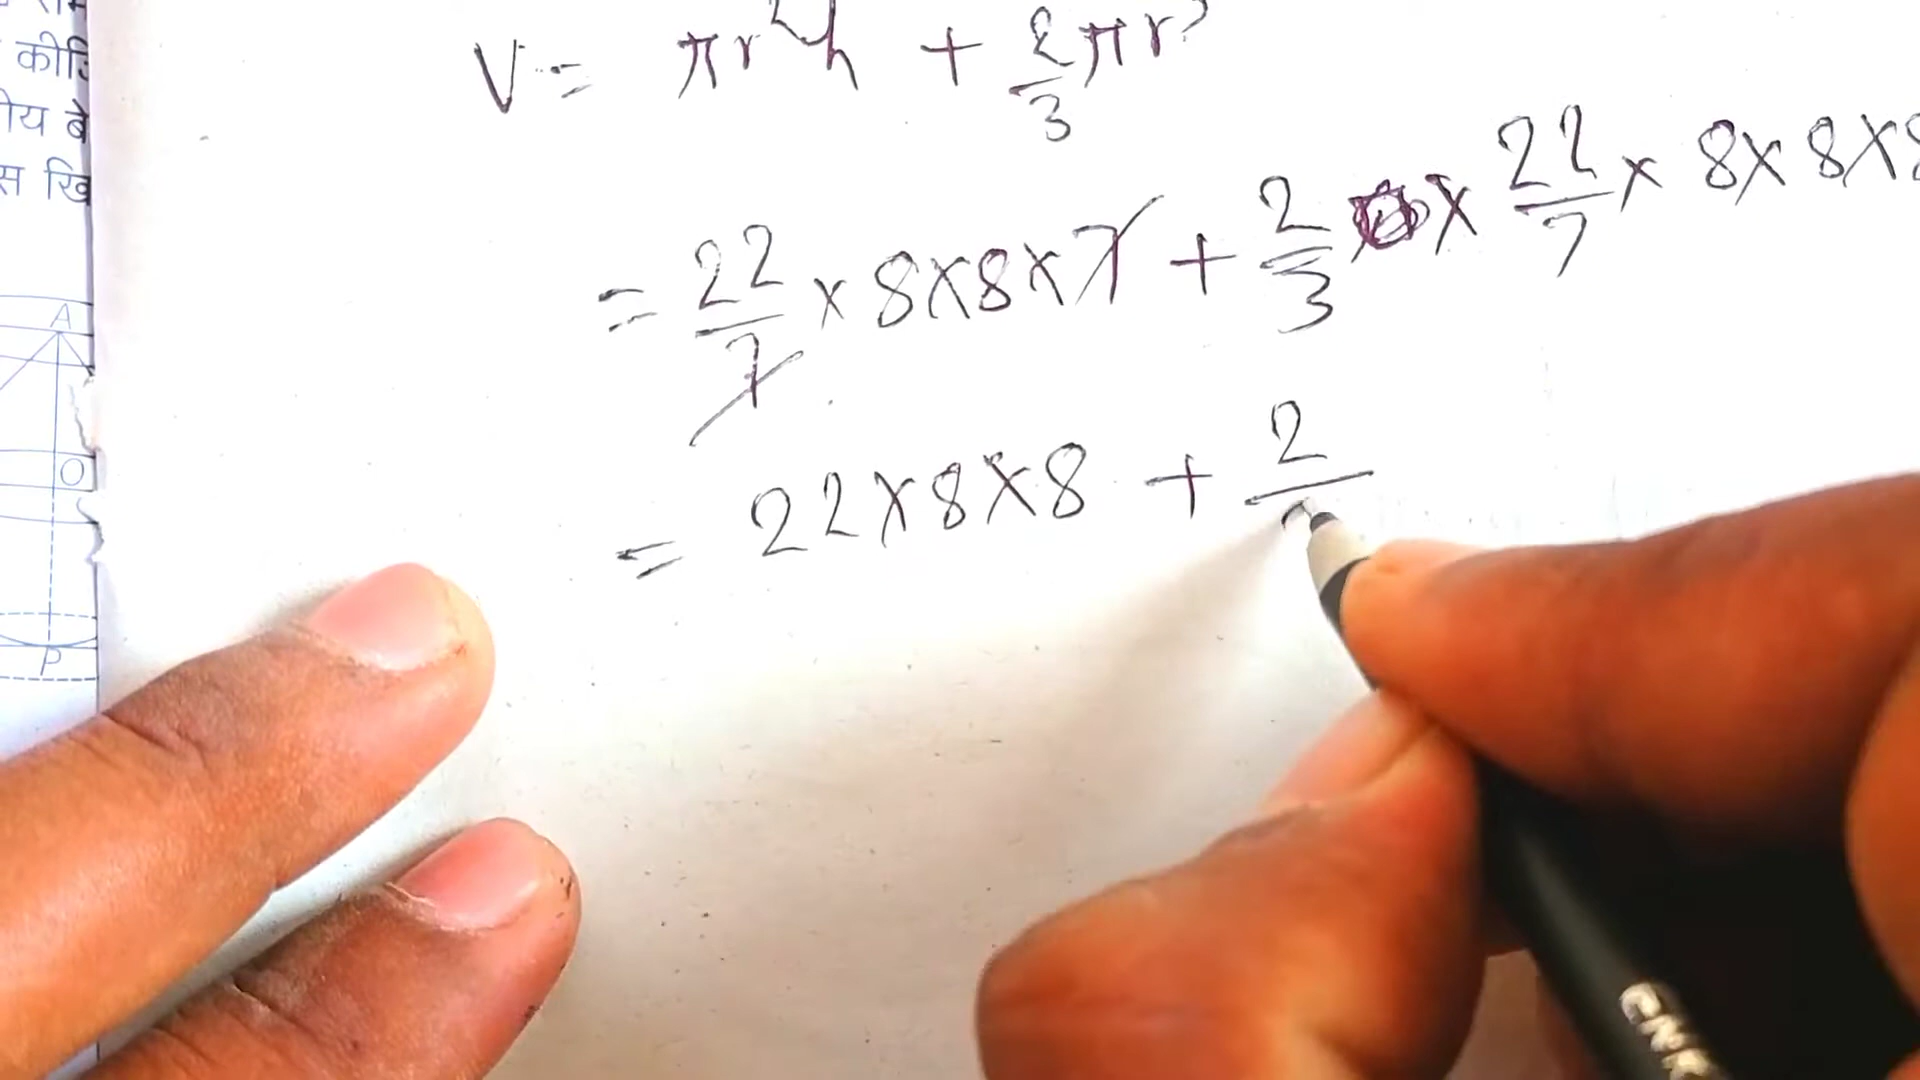 V = πr²h + 2/3 πr³
= 22/7 × 8×8×7 + 2/3 × 22/7 × 8×8×8
= 22×8×8 + 2/
A
O
P